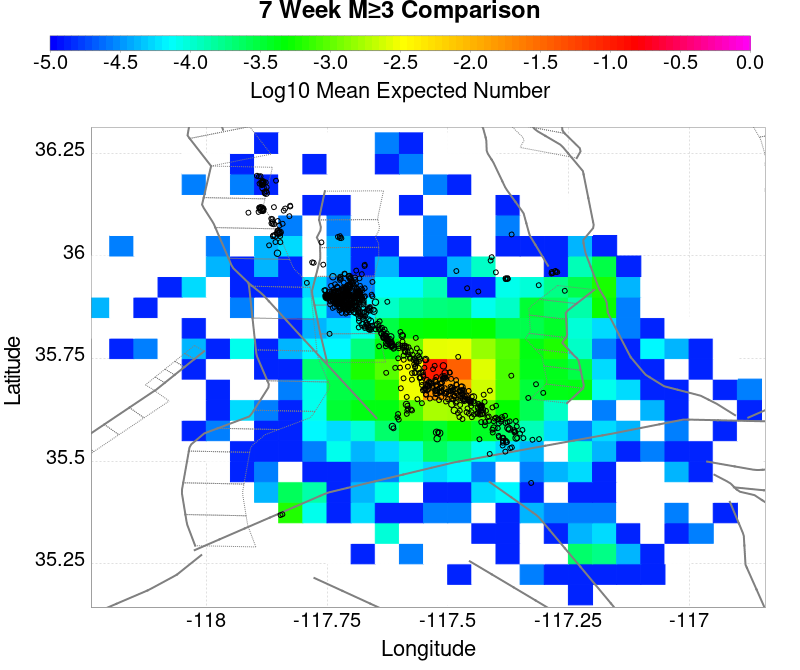 7 Week M≥3 Comparison
-5.0 -4.5 -4.0 -3.5 -3.0 -2.5 -2.0 -1.5 -1.0 -0.5 0.0
Log10 Mean Expected Number
36.25
36
35.75
35.5
35.25
Latitude
-118 -117.75 -117.5 -117.25 -117
Longitude